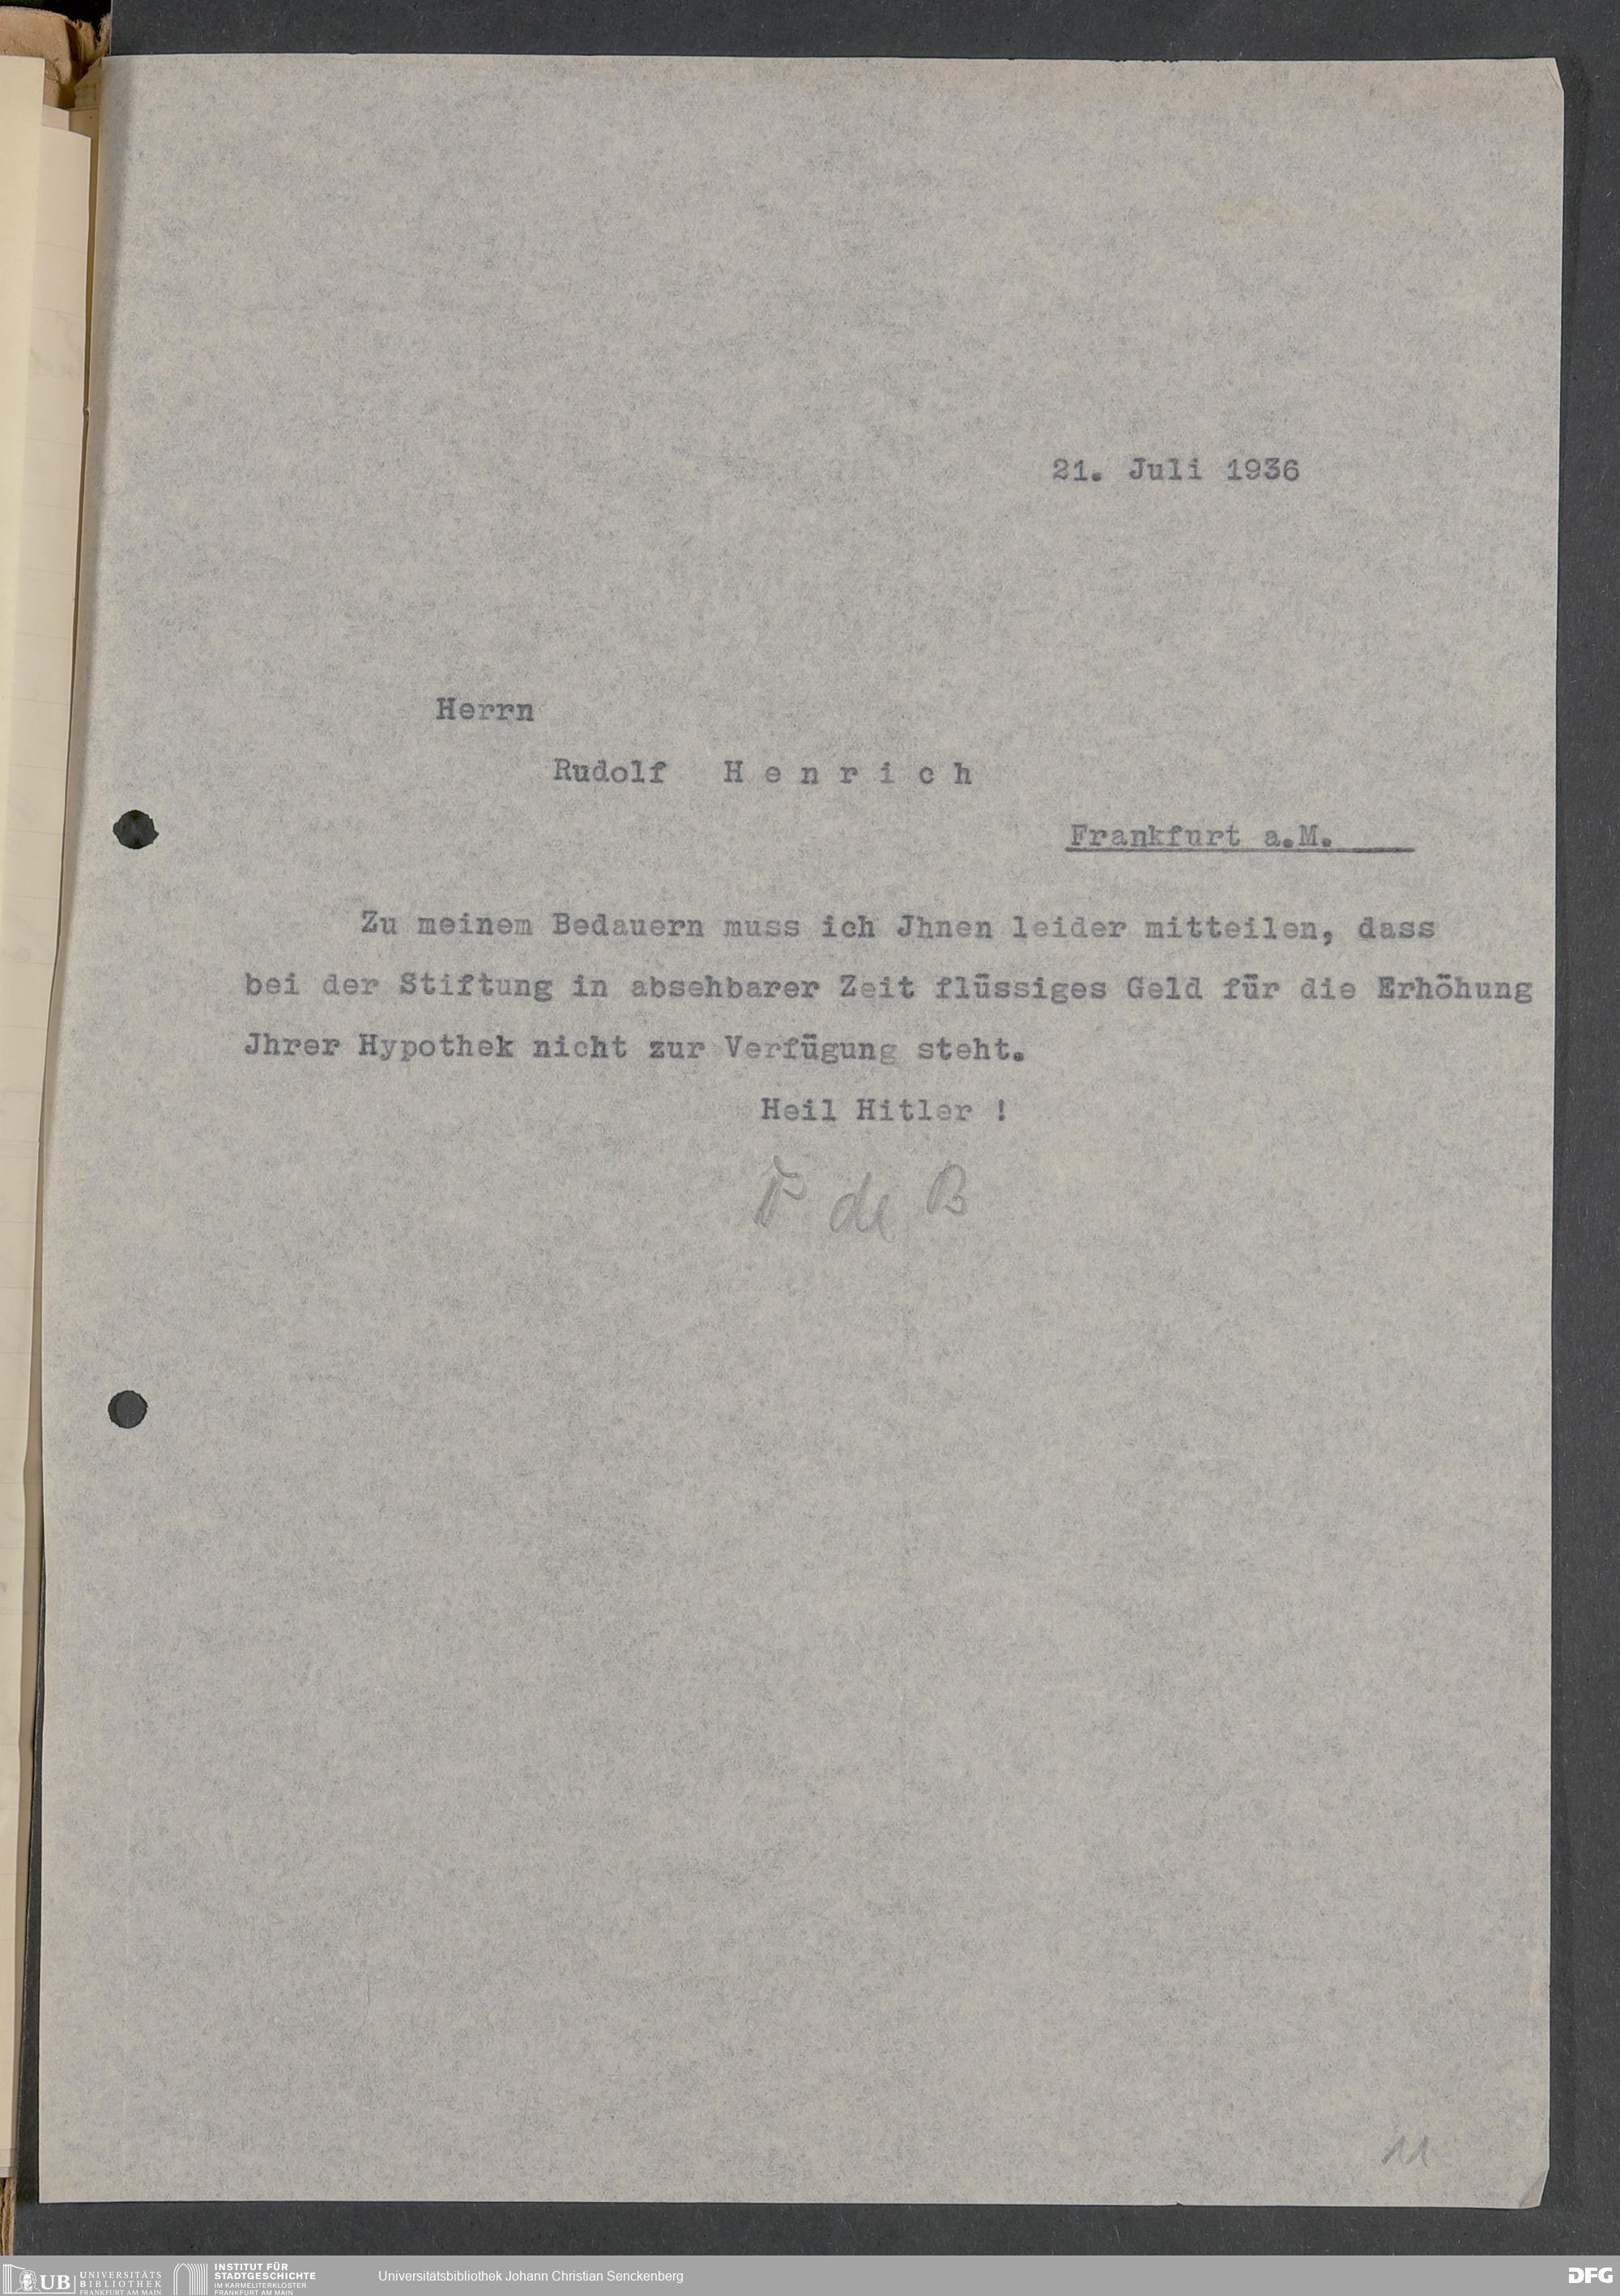 21. Juli 1936
Herrn
Rudolf H e n r i c h
Frankfurt a.M.
Zu meinem Bedauern muss ich Jhnen leider mitteilen, dass
bei der Stiftung in absehbarer Zeit flüssiges Geld für die Erhöhung
Jhrer Hypothek nicht zur Verfügung steht.
Heil Hitler !
de B
11
UB UNIVERSITÄTS
BIBLIOTHEK
FRANKFURT AM MAIN
INSTITUT FÜR
STADTGESCHICHTE
IM KARMELITERKLOSTER
FRANKFURT AM MAIN
Universitätsbibliothek Johann Christian Senckenberg
DFG